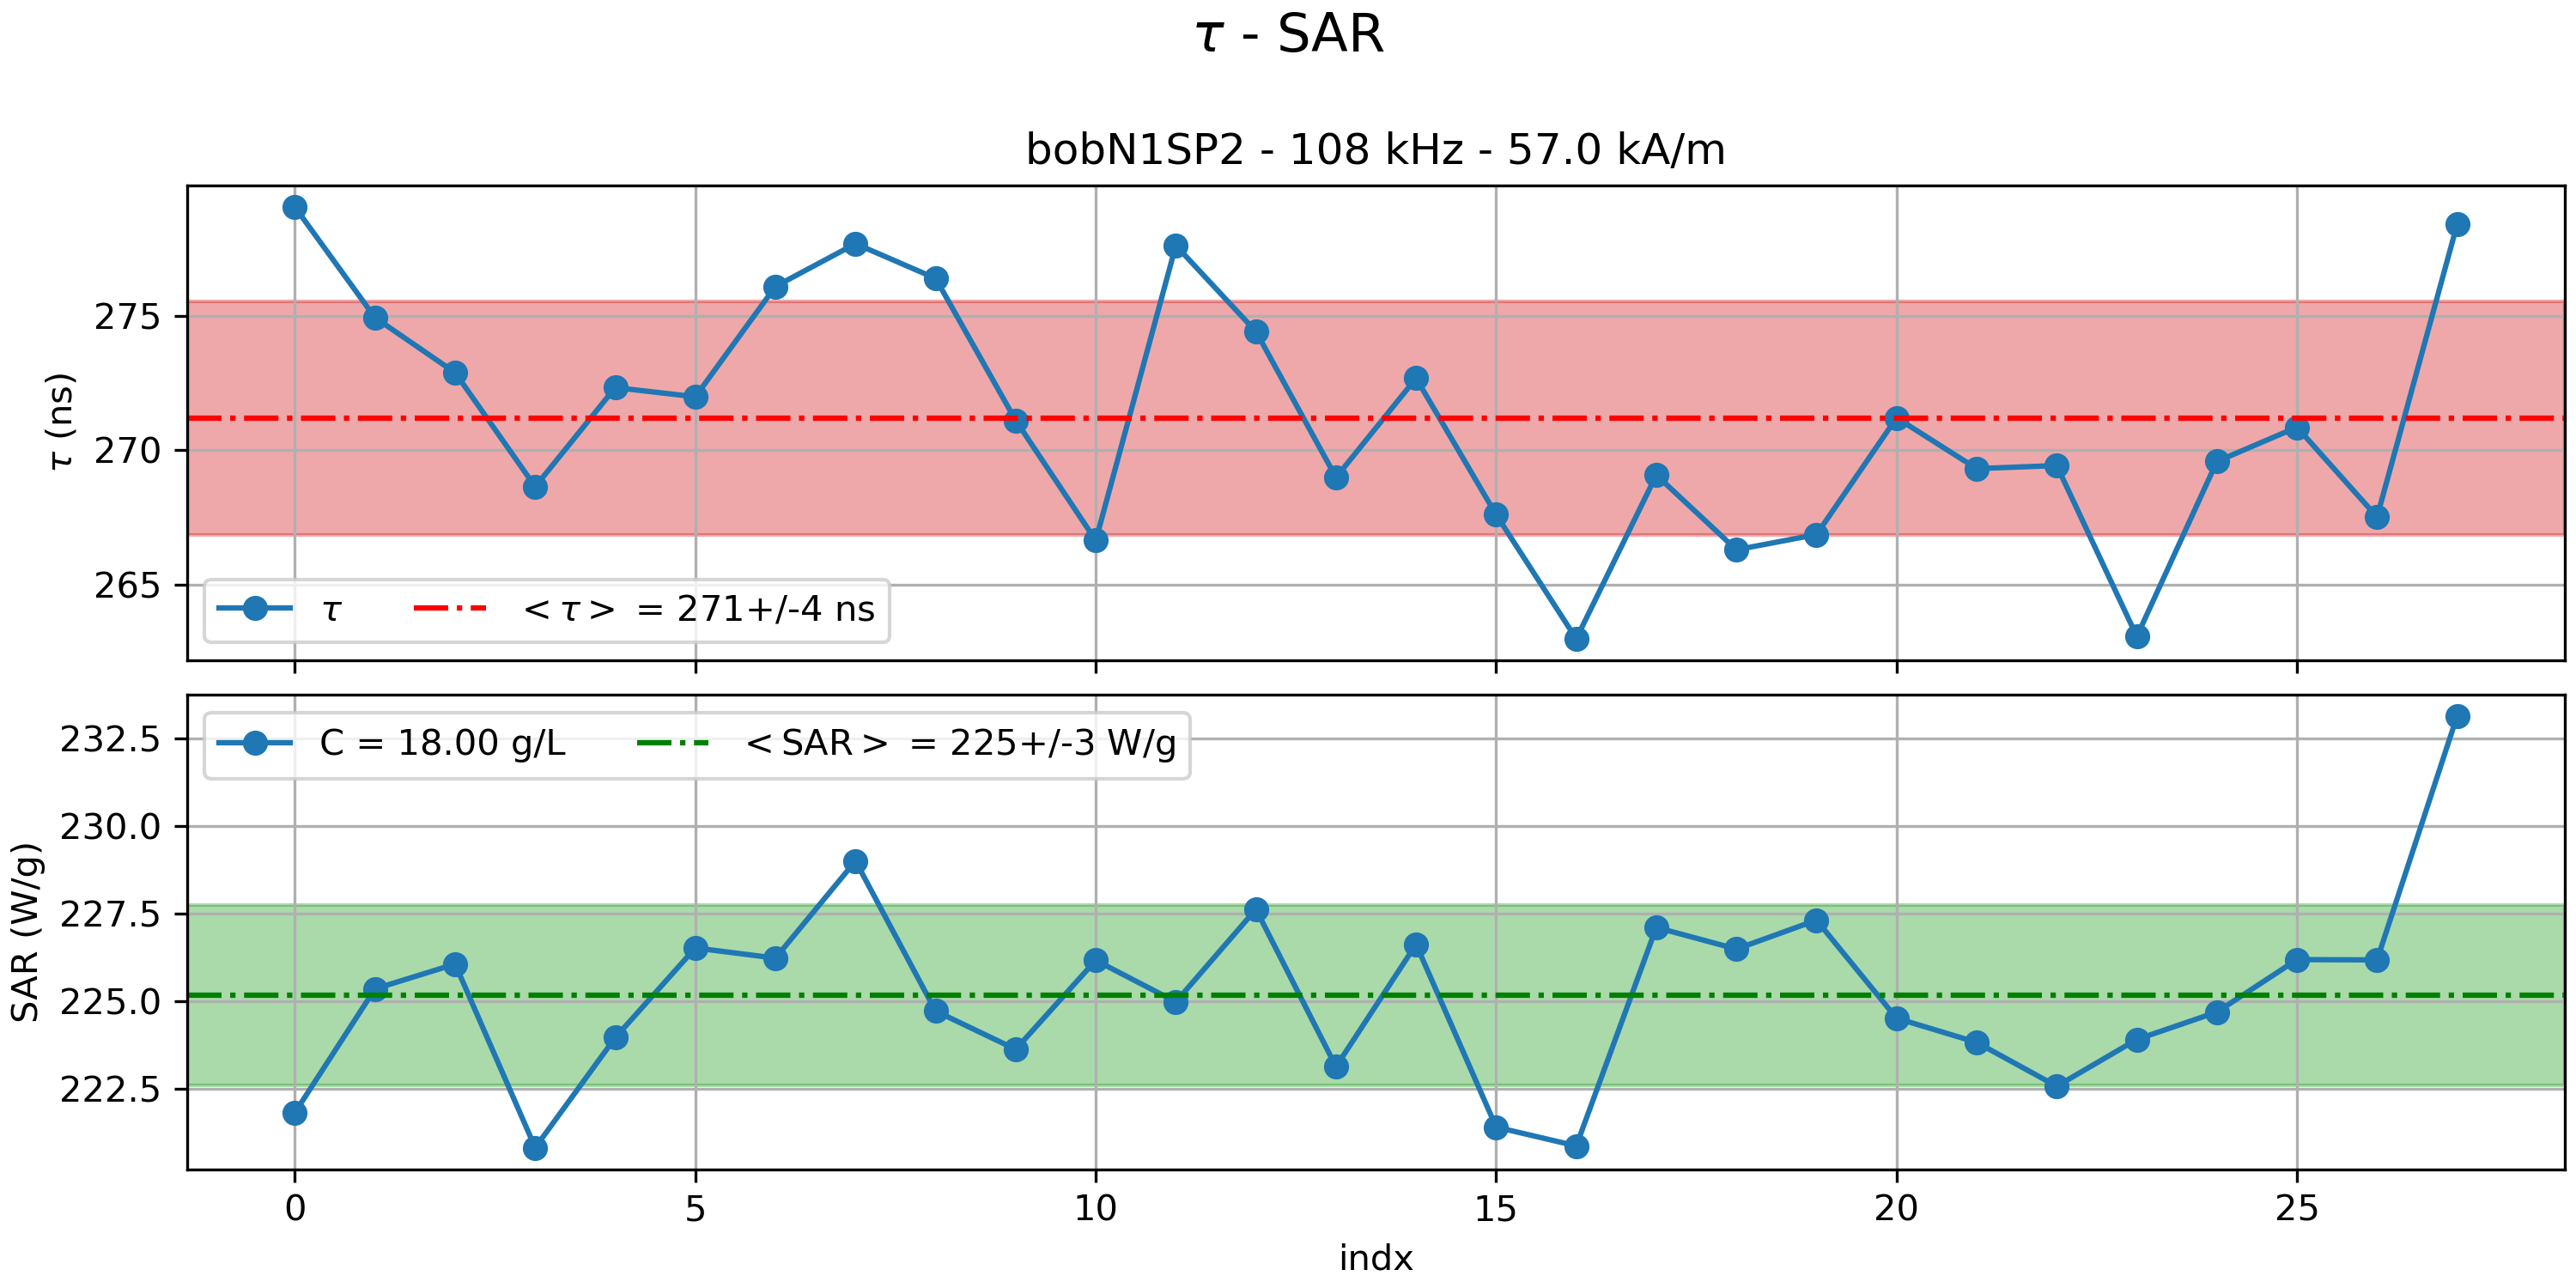 τ - SAR
bobN1SP2 - 108 kHz - 57.0 kA/m
τ (ns)
275
270
265
τ
<τ> = 271+/-4 ns
SAR (W/g)
232.5
230.0
227.5
225.0
222.5
C = 18.00 g/L
<SAR> = 225+/-3 W/g
0 5 10 15 20 25
indx